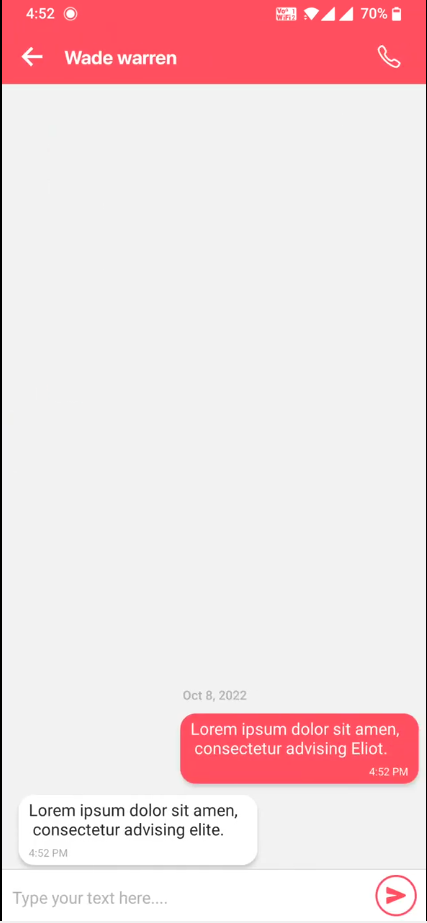 4:52
70%
Wade warren
Oct 8, 2022
Lorem ipsum dolor sit amen,
consectetur advising Eliot.
4:52 PM
Lorem ipsum dolor sit amen,
consectetur advising elite.
4:52 PM
Type your text here....